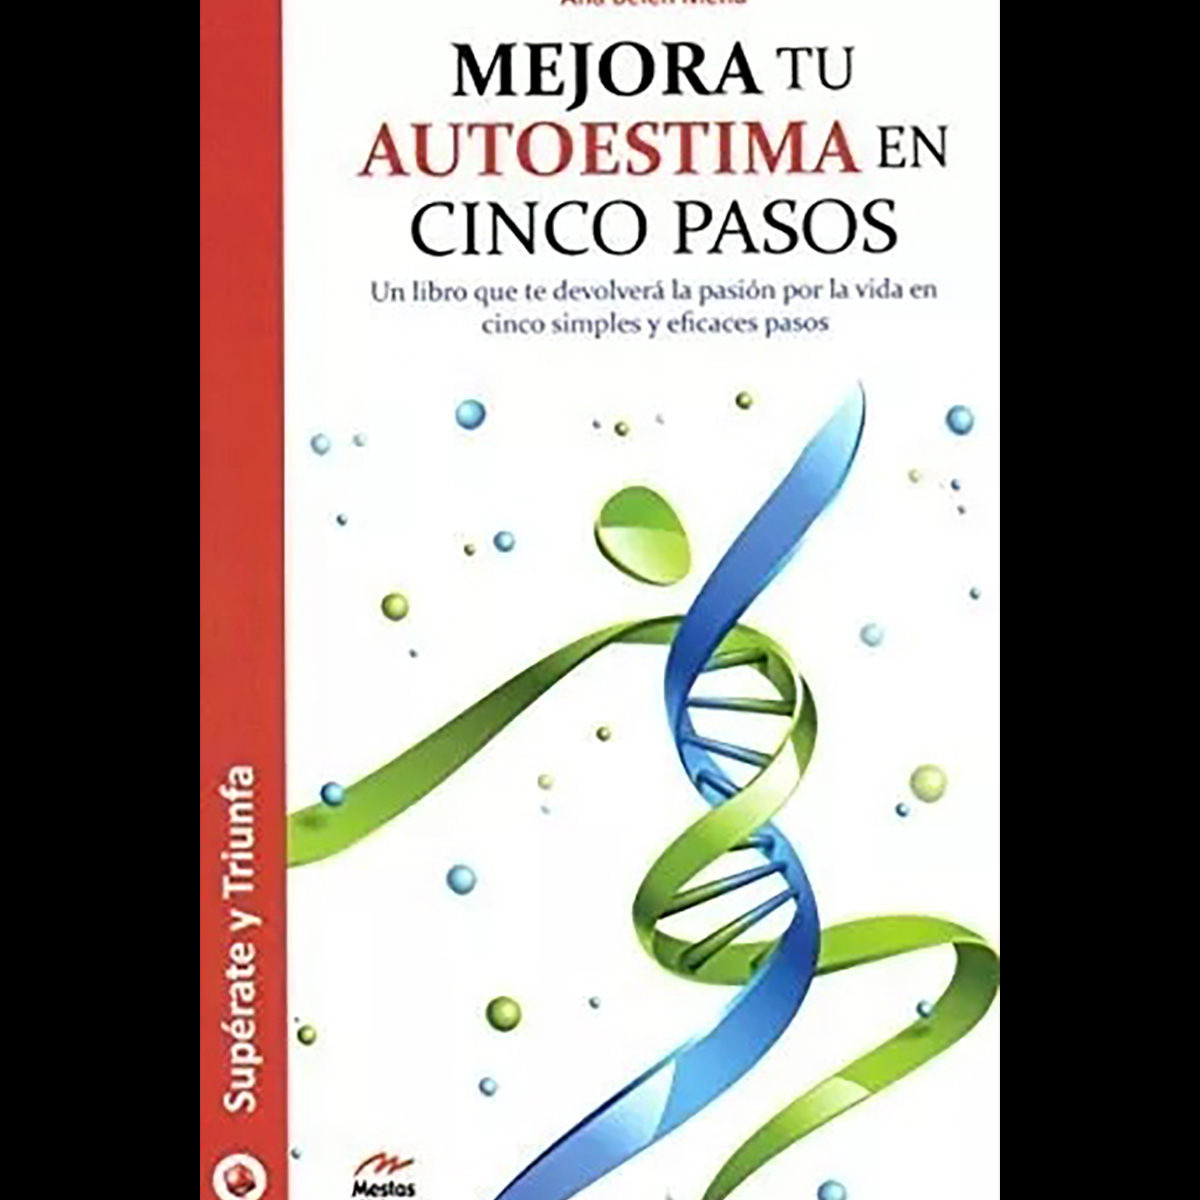 MEJORA TU
AUTOESTIMA EN
CINCO PASOS
Un libro que te devolverá la pasión por la vida en
cinco simples y eficaces pasos
Supérate y Triunfa
Mestas